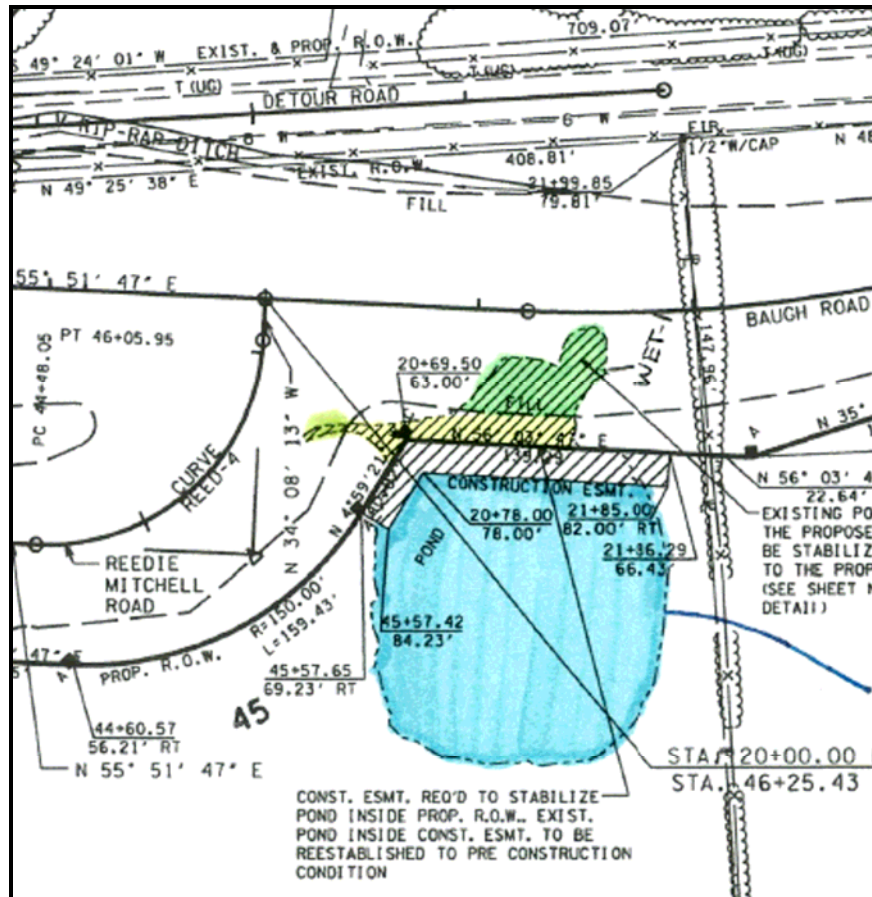 709.07'
S 49° 24' 01" W EXIST. & PROP. R.O.W.
T (UG)
T (UG)
T (UG)
DETOUR ROAD
V RIP-RAP DITCH
8 W
6 W
EIR
1/2"W/CAP
N 48
408.81'
EXIST. R.O.W.
N 49° 25' 38" E
21+99.85
79.81'
FILL
55° 51' 47" E
BAUGH ROAD
147.96
WET-1
PT 46+05.95
PC 44+48.05
20+69.50
63.00'
FILL
N 35°
N 56° 03' 4
22.64'
CURVE
REED-4
N 34° 08' 13" W
CONSTRUCTION ESMT.
20+78.00
78.00'
21+85.00
82.00' RT
21+86.29
66.43'
EXISTING PO
THE PROPOSE
BE STABILIZ
TO THE PROP
(SEE SHEET N
DETAIL)
POND
REEDIE
MITCHELL
ROAD
R=150.00'
L=159.43'
45+57.42
84.23'
47" E
PROP. R.O.W.
45+57.65
69.23' RT
45
44+60.57
56.21' RT
N 55° 51' 47" E
STA. 20+00.00
STA. 46+25.43
CONST. ESMT. REQ'D TO STABILIZE
POND INSIDE PROP. R.O.W.. EXIST.
POND INSIDE CONST. ESMT. TO BE
REESTABLISHED TO PRE CONSTRUCTION
CONDITION